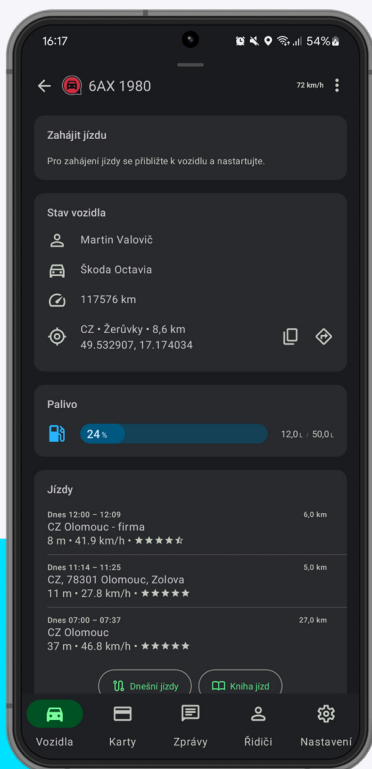 16:17
54%
6AX 1980
72 km/h
Zahájit jízdu
Pro zahájení jízdy se přibližte k vozidlu a nastartujte.
Stav vozidla
Martin Valovič
Škoda Octavia
117576 km
CZ • Žerůvky • 8,6 km
49.532907, 17.174034
Palivo
24 %
12,0 L / 50,0 L
Jízdy
Dnes 12:00 – 12:09
6,0 km
CZ Olomouc - firma
8 m • 41.9 km/h •
Dnes 11:14 – 11:25
5,0 km
CZ, 78301 Olomouc, Zolova
11 m • 27.8 km/h •
Dnes 07:00 – 07:37
27,0 km
CZ Olomouc
37 m • 46.8 km/h •
Dnešní jízdy
Kniha jízd
Vozidla
Karty
Zprávy
Řidiči
Nastavení